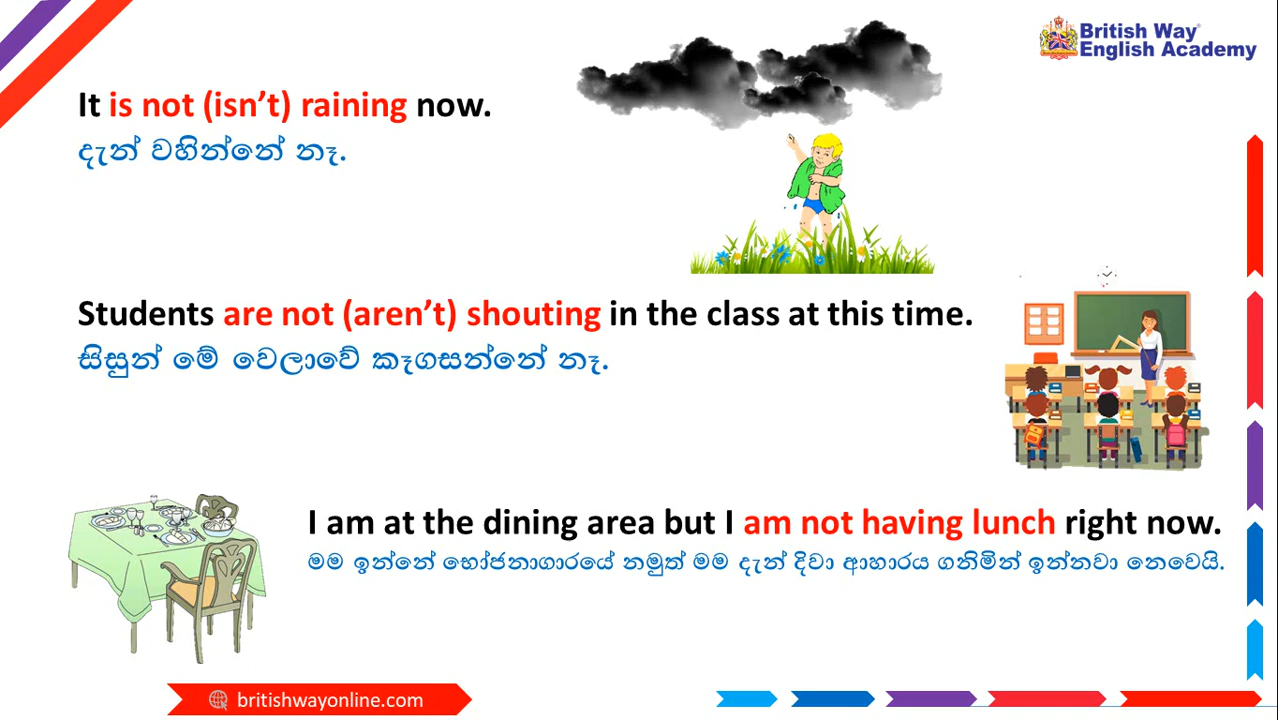 British Way
English Academy
It is not (isn’t) raining now.
දැන් වහින්නේ නෑ.
Students are not (aren’t) shouting in the class at this time.
සිසුන් මේ වෙලාවේ කෑගසන්නේ නෑ.
I am at the dining area but I am not having lunch right now.
මම ඉන්නේ භෝජනාගාරයේ නමුත් මම දැන් දිවා ආහාරය ගනිමින් ඉන්නවා නෙවෙයි.
britishwayonline.com